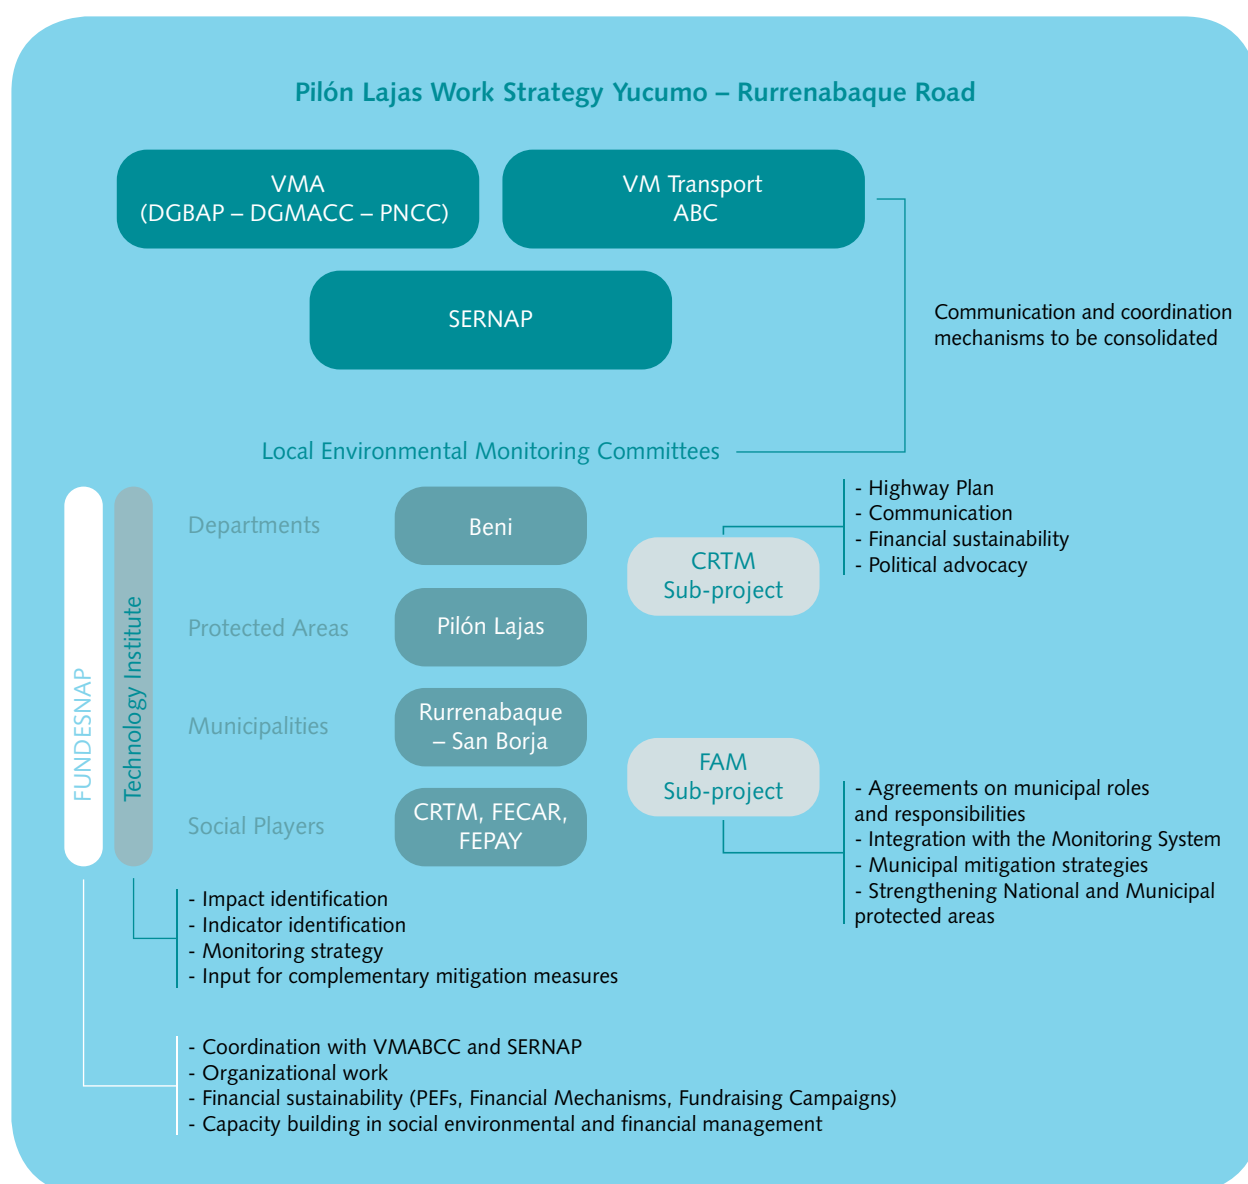 Pilón Lajas Work Strategy Yucumo – Rurrenabaque Road
VMA
(DGBAP – DGMACC – PNCC)
VM Transport
ABC
SERNAP
Communication and coordination
mechanisms to be consolidated
Local Environmental Monitoring Committees
FUNDESNAP
Technology Institute
Departments
Beni
Protected Areas
Pilón Lajas
Municipalities
Rurrenabaque
– San Borja
Social Players
CRTM, FECAR,
FEPAY
CRTM
Sub-project
- Highway Plan
- Communication
- Financial sustainability
- Political advocacy
FAM
Sub-project
- Agreements on municipal roles
and responsibilities
- Integration with the Monitoring System
- Municipal mitigation strategies
- Strengthening National and Municipal
protected areas
- Impact identification
- Indicator identification
- Monitoring strategy
- Input for complementary mitigation measures
- Coordination with VMABCC and SERNAP
- Organizational work
- Financial sustainability (PEFs, Financial Mechanisms, Fundraising Campaigns)
- Capacity building in social environmental and financial management